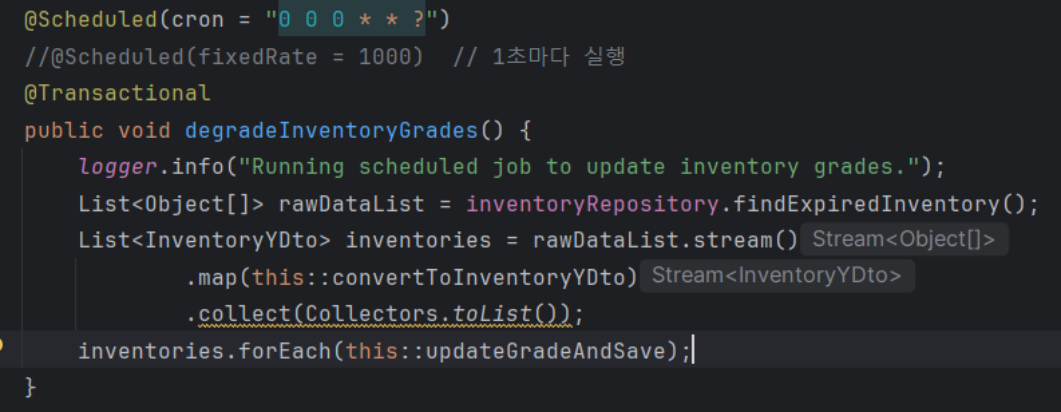 @Scheduled(cron = "0 0 0 * * ?")
//@Scheduled(fixedRate = 1000)  // 1초마다 실행
@Transactional
public void degradeInventoryGrades() {
    logger.info("Running scheduled job to update inventory grades.");
    List<Object[]> rawDataList = inventoryRepository.findExpiredInventory();
    List<InventoryYDto> inventories = rawDataList.stream() Stream<Object[]>
            .map(this::convertToInventoryYDto) Stream<InventoryYDto>
            .collect(Collectors.toList());
    inventories.forEach(this::updateGradeAndSave);
}